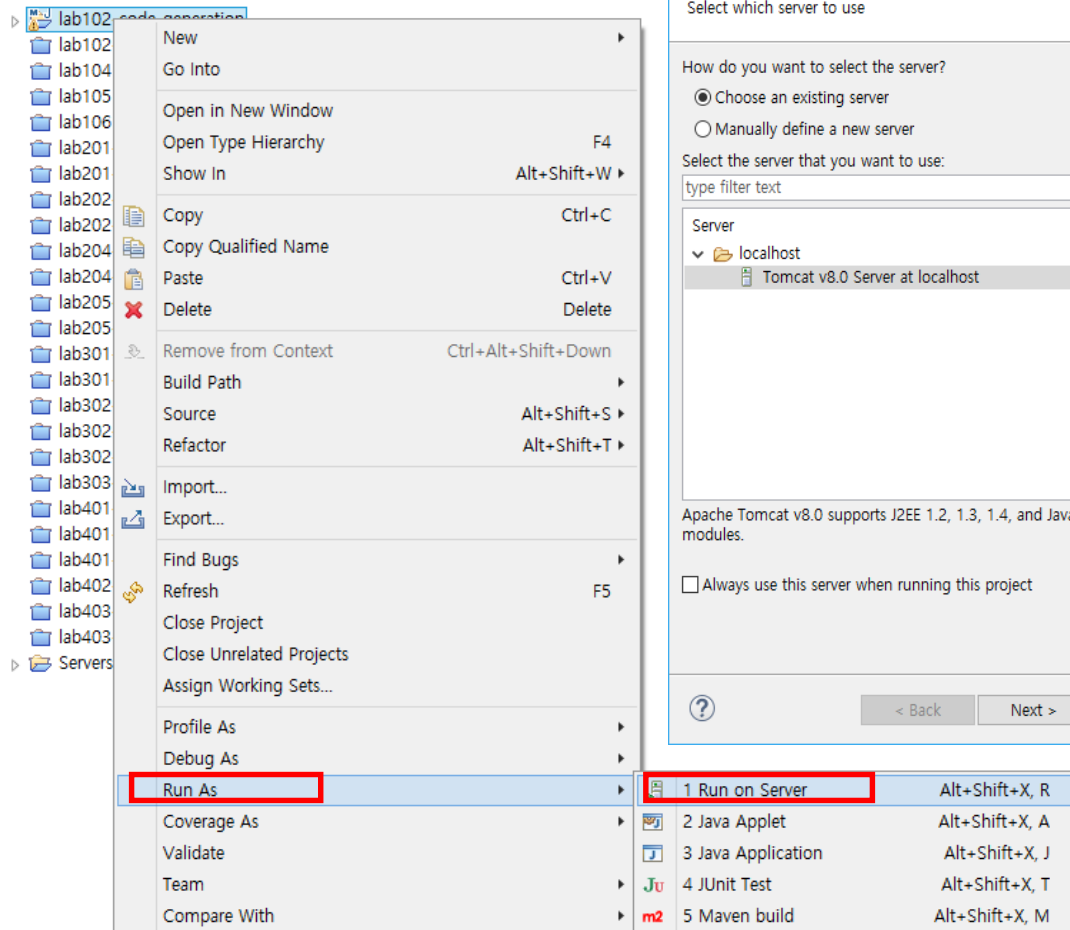 lab102-code-generation
lab102
lab104
lab105
lab106
lab201
lab201
lab202
lab202
lab204
lab204
lab205
lab205
lab301
lab301
lab302
lab302
lab302
lab303
lab401
lab401
lab401
lab402
lab403
lab403
Servers
New
Go Into
Open in New Window
Open Type Hierarchy F4
Show In Alt+Shift+W
Copy Ctrl+C
Copy Qualified Name
Paste Ctrl+V
Delete Delete
Remove from Context Ctrl+Alt+Shift+Down
Build Path
Source Alt+Shift+S
Refactor Alt+Shift+T
Import...
Export...
Find Bugs
Refresh F5
Close Project
Close Unrelated Projects
Assign Working Sets...
Profile As
Debug As
Run As
Coverage As
Validate
Team
Compare With
1 Run on Server Alt+Shift+X, R
2 Java Applet Alt+Shift+X, A
3 Java Application Alt+Shift+X, J
4 JUnit Test Alt+Shift+X, T
5 Maven build Alt+Shift+X, M
Select which server to use
How do you want to select the server?
Choose an existing server
Manually define a new server
Select the server that you want to use:
type filter text
Server
localhost
Tomcat v8.0 Server at localhost
Apache Tomcat v8.0 supports J2EE 1.2, 1.3, 1.4, and Java
modules.
Always use this server when running this project
< Back
Next >